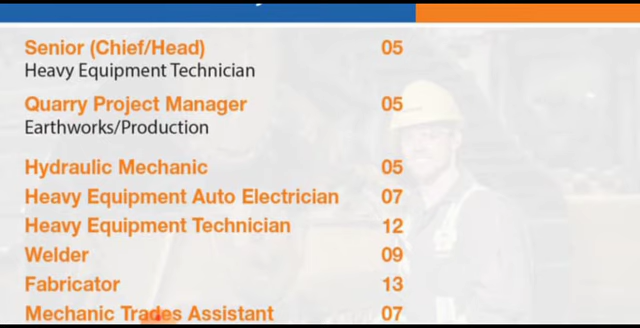 Senior (Chief/Head) 05
Heavy Equipment Technician
Quarry Project Manager 05
Earthworks/Production
Hydraulic Mechanic 05
Heavy Equipment Auto Electrician 07
Heavy Equipment Technician 12
Welder 09
Fabricator 13
Mechanic Trades Assistant 07